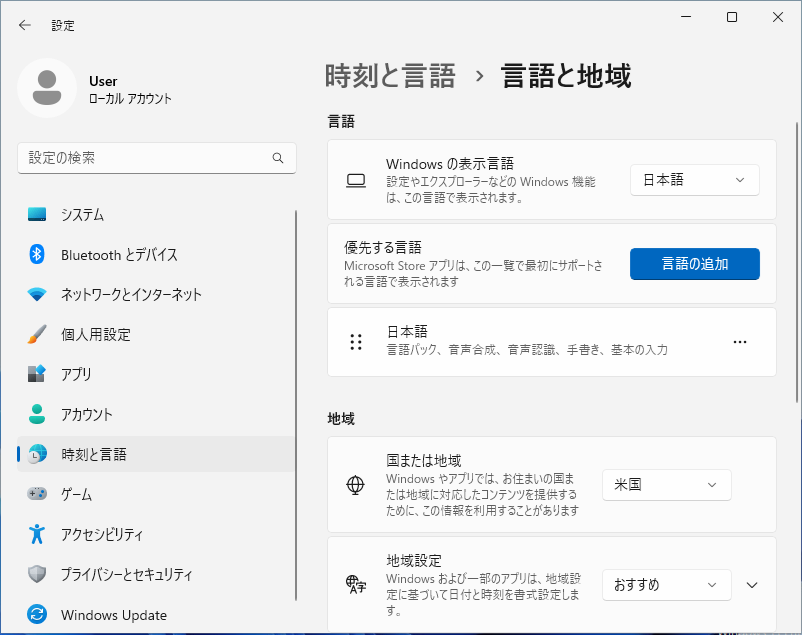 設定
User
ローカル アカウント
設定の検索
システム
Bluetooth とデバイス
ネットワークとインターネット
個人用設定
アプリ
アカウント
時刻と言語
ゲーム
アクセシビリティ
プライバシーとセキュリティ
Windows Update
時刻と言語 › 言語と地域
言語
Windows の表示言語
設定やエクスプローラーなどの Windows 機能
は、この言語で表示されます。
日本語
優先する言語
Microsoft Store アプリは、この一覧で最初にサポートさ
れる言語で表示されます
言語の追加
日本語
言語パック、音声合成、音声認識、手書き、基本の入力
地域
国または地域
Windows やアプリでは、お住まいの国ま
たは地域に対応したコンテンツを提供する
ために、この情報を利用することがあります
米国
地域設定
Windows および一部のアプリは、地域設
定に基づいて日付と時刻を書式設定しま
す。
おすすめ